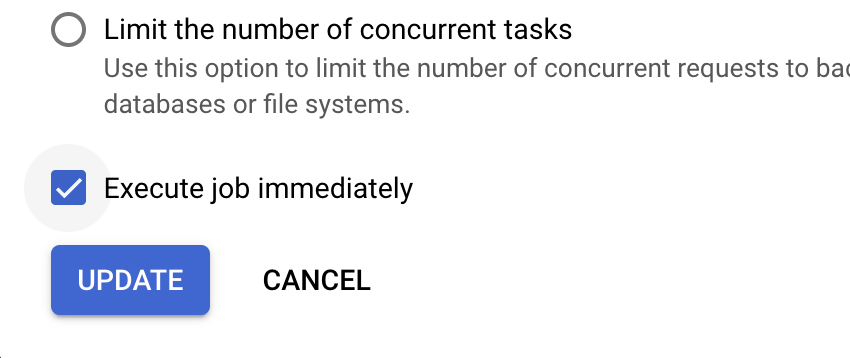 Limit the number of concurrent tasks
Use this option to limit the number of concurrent requests to
databases or file systems.
Execute job immediately
UPDATE
CANCEL